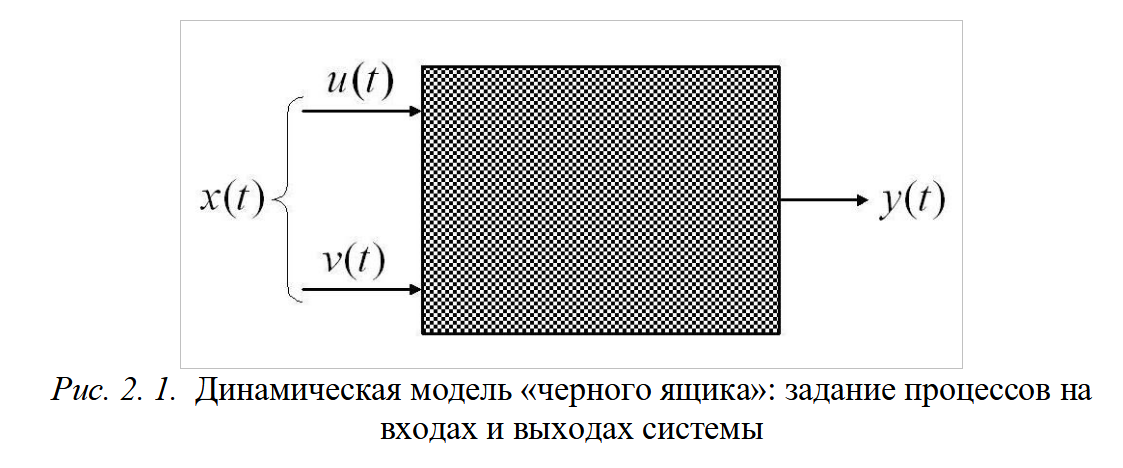 u(t)
x(t)
v(t)
y(t)
Рис. 2. 1. Динамическая модель «черного ящика»: задание процессов на
входах и выходах системы